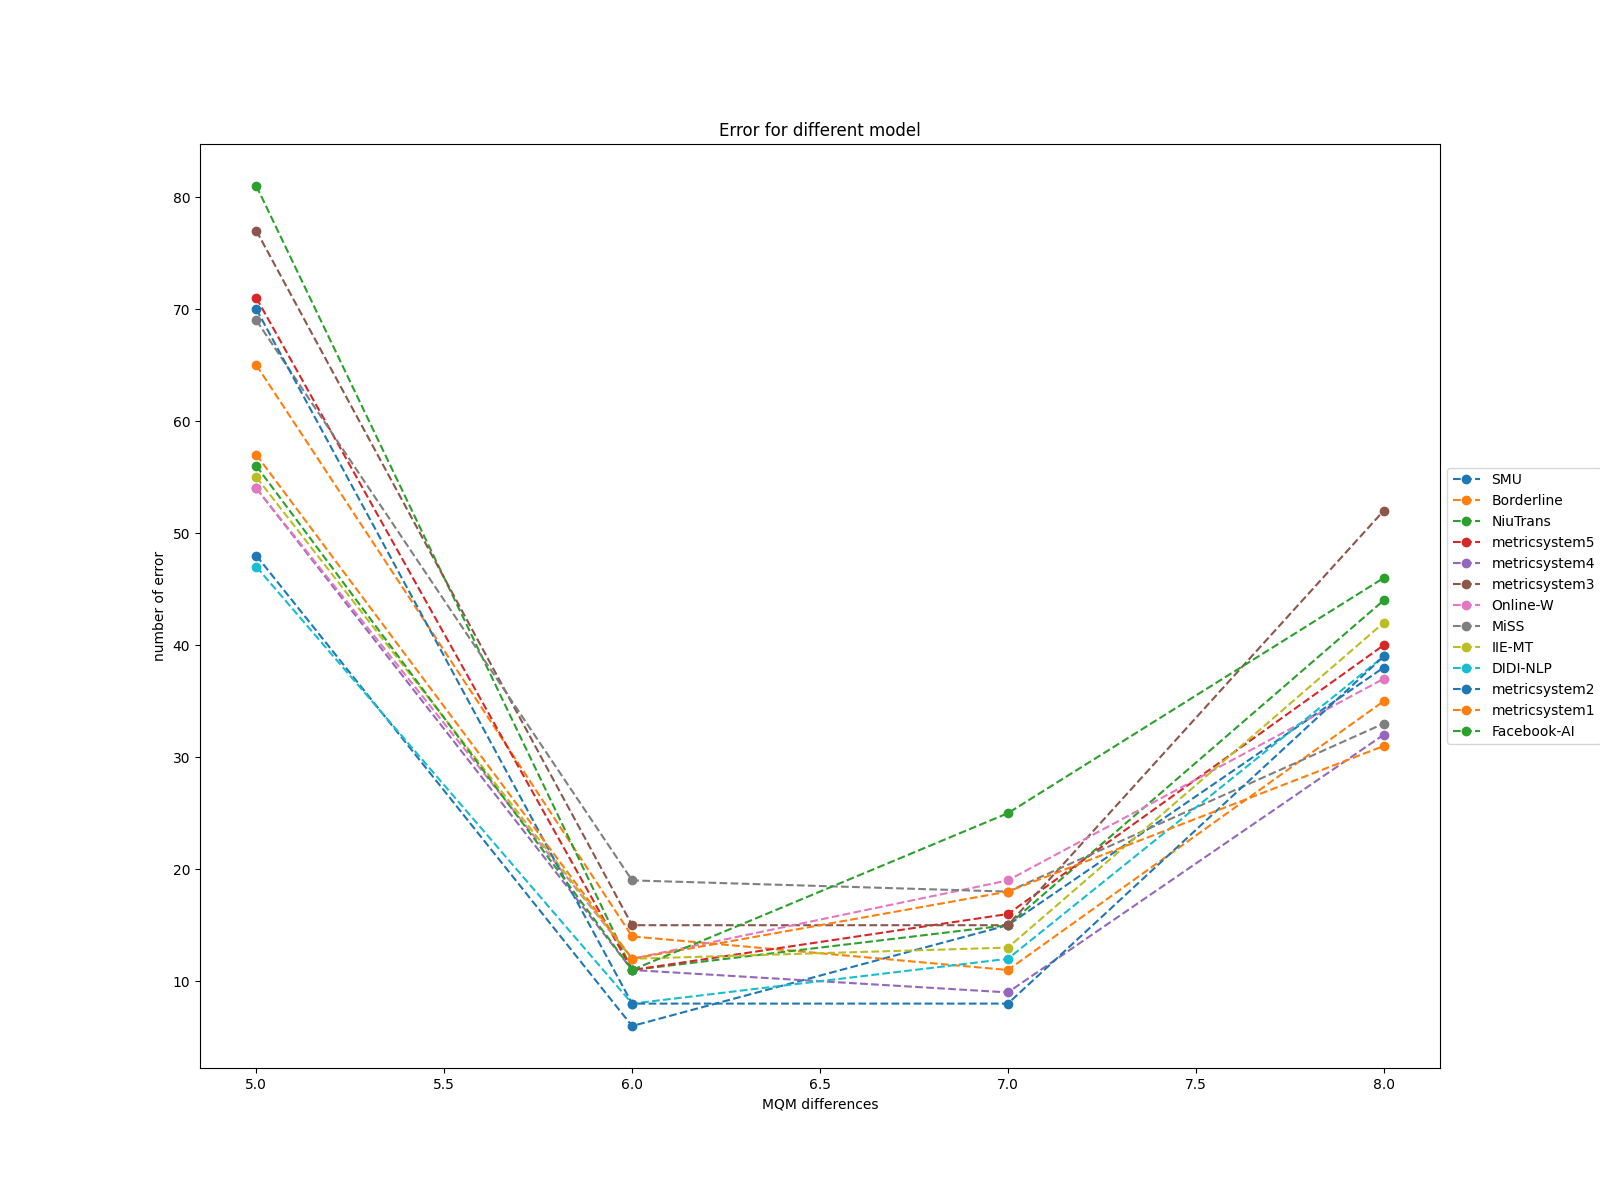 Error for different model
80
70
60
50
40
30
20
10
number of error
5.0 5.5 6.0 6.5 7.0 7.5 8.0
MQM differences
SMU
Borderline
NiuTrans
metricsystem5
metricsystem4
metricsystem3
Online-W
MiSS
IIE-MT
DIDI-NLP
metricsystem2
metricsystem1
Facebook-AI